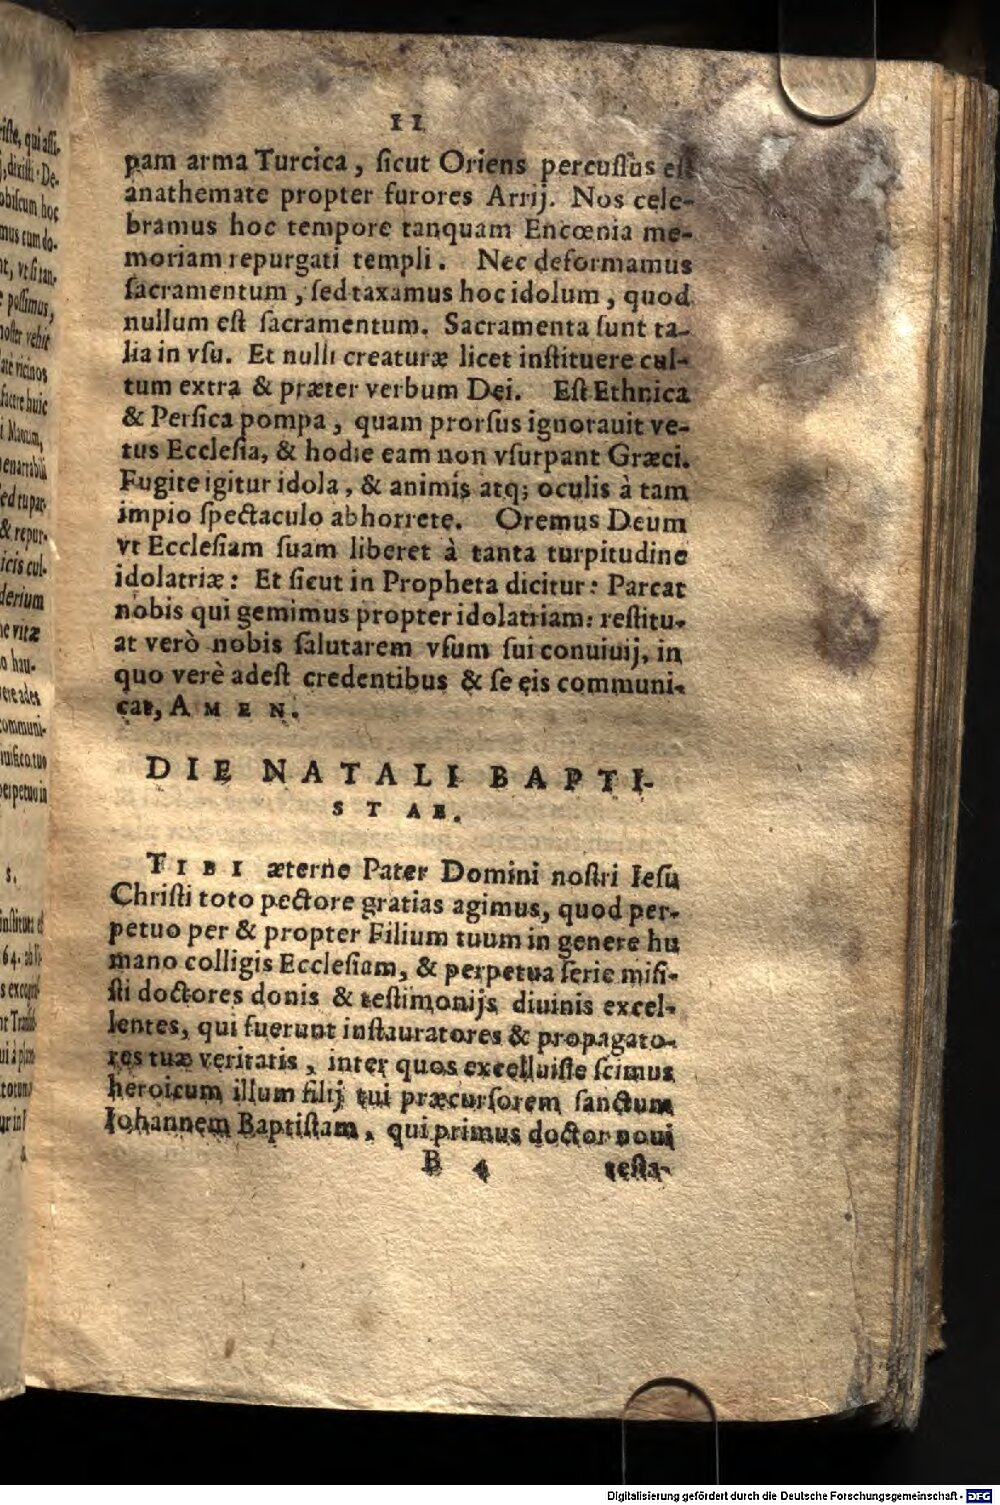 11
pam arma Turcica, ſicut Oriens percuſſus eſt
anathemate propter furores Arrij. Nos cele-
bramus hoc tempore tanquam Encœnia me-
moriam repurgati templi. Nec deformamus
ſacramentum, ſed taxamus hoc idolum, quod
nullum eſt ſacramentum. Sacramenta ſunt ta-
lia in vſu. Et nulli creaturæ licet inſtituere cul-
tum extra & præter verbum Dei. Eſt Ethnica
& Perſica pompa, quam prorſus ignorauit ve-
tus Eccleſia, & hodie eam non vſurpant Græci.
Fugite igitur idola, & animis atq; oculis à tam
impio ſpectaculo abhorrete. Oremus Deum
vt Eccleſiam ſuam liberet à tanta turpitudine
idolatriæ: Et ſicut in Propheta dicitur: Parcat
nobis qui gemimus propter idolatriam: reſtitu-
at verò nobis ſalutarem vſum ſui conuiuij, in
quo verè adeſt credentibus & ſe eis communi-
cat, AMEN.
DIE NATALI BAPTI-
STAE.
TIBI æterne Pater Domini noſtri Ieſu
Chriſti toto pectore gratias agimus, quod per-
petuo per & propter Filium tuum in genere hu
mano colligis Eccleſiam, & perpetua ſerie miſi-
ſti doctores donis & teſtimonijs diuinis excel-
lentes, qui fuerunt inſtauratores & propagato-
res tuæ veritatis, inter quos excelluiſſe ſcimus
heroicum illum filij tui præcurſorem ſanctum
Iohannem Baptiſtam, qui primus doctor noui
B 4 teſta-
Digitalisierung gefördert durch die Deutsche Forschungsgemeinschaft - DFG